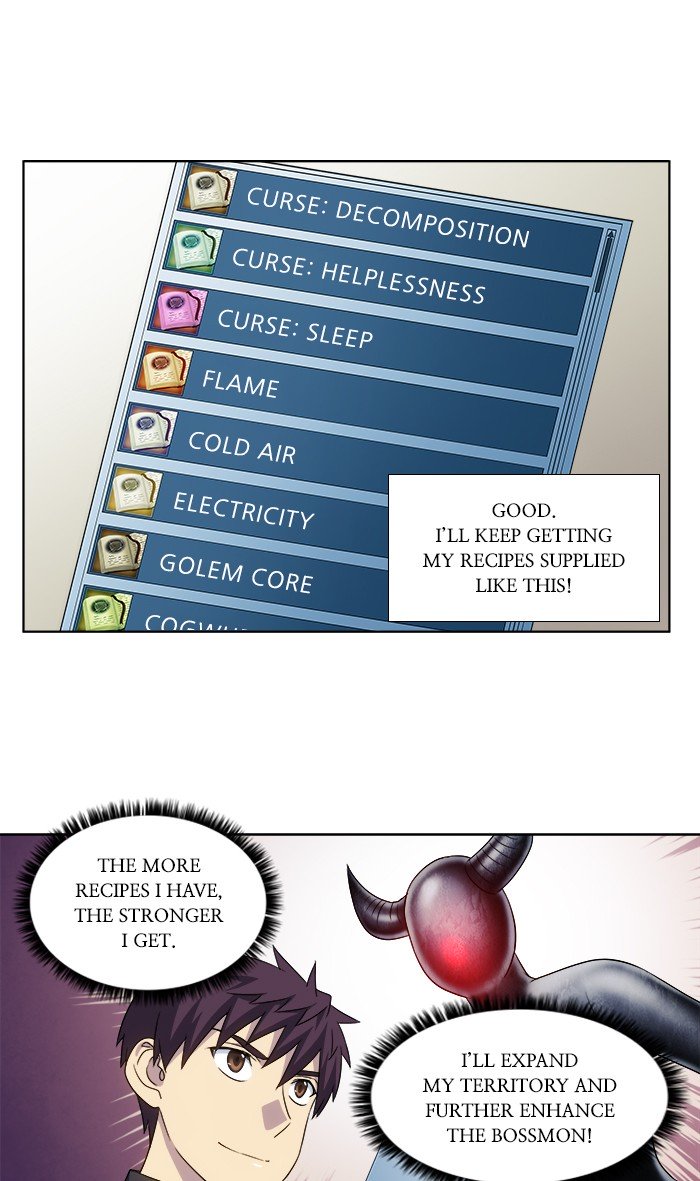 CURSE: DECOMPOSITION
CURSE: HELPLESSNESS
CURSE: SLEEP
FLAME
COLD AIR
ELECTRICITY
GOLEM CORE
GOOD.
I'LL KEEP GETTING
MY RECIPES SUPPLIED
LIKE THIS!
THE MORE
RECIPES I HAVE,
THE STRONGER
I GET.
I'LL EXPAND
MY TERRITORY AND
FURTHER ENHANCE
THE BOSSMON!